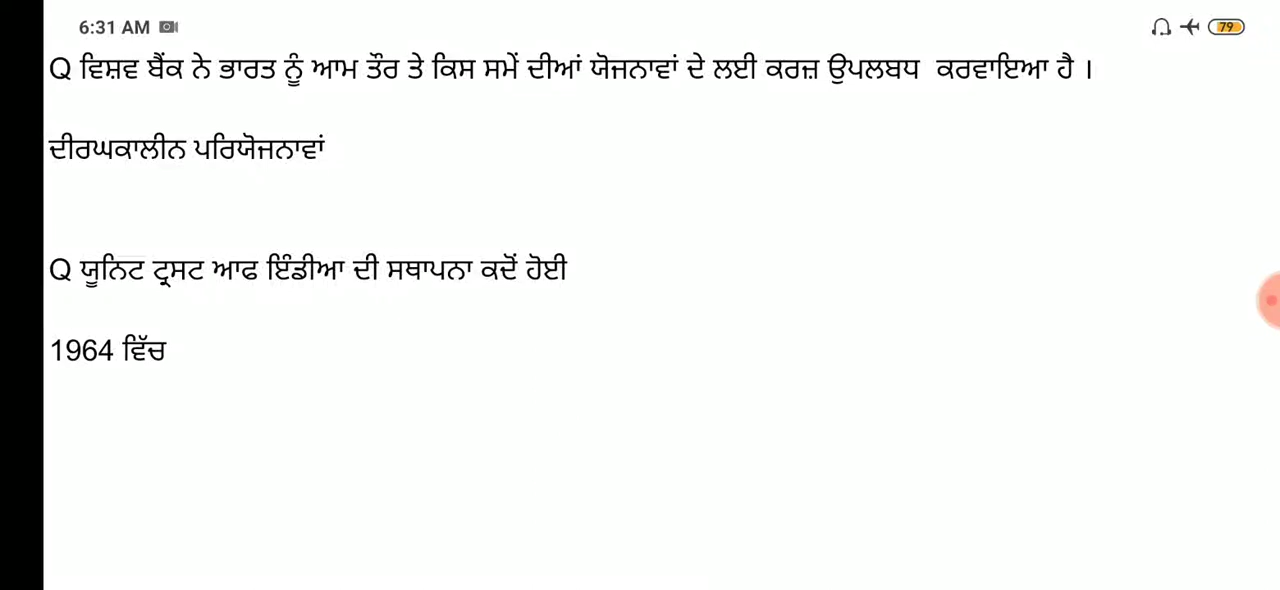 6:31 AM
79
Q ਵਿਸ਼ਵ ਬੈਂਕ ਨੇ ਭਾਰਤ ਨੂੰ ਆਮ ਤੌਰ ਤੇ ਕਿਸ ਸਮੇਂ ਦੀਆਂ ਯੋਜਨਾਵਾਂ ਦੇ ਲਈ ਕਰਜ਼ ਉਪਲਬਧ ਕਰਵਾਇਆ ਹੈ ।
ਦੀਰਘਕਾਲੀਨ ਪਰਿਯੋਜਨਾਵਾਂ
Q ਯੂਨਿਟ ਟ੍ਰਸਟ ਆਫ ਇੰਡੀਆ ਦੀ ਸਥਾਪਨਾ ਕਦੋਂ ਹੋਈ
1964 ਵਿੱਚ